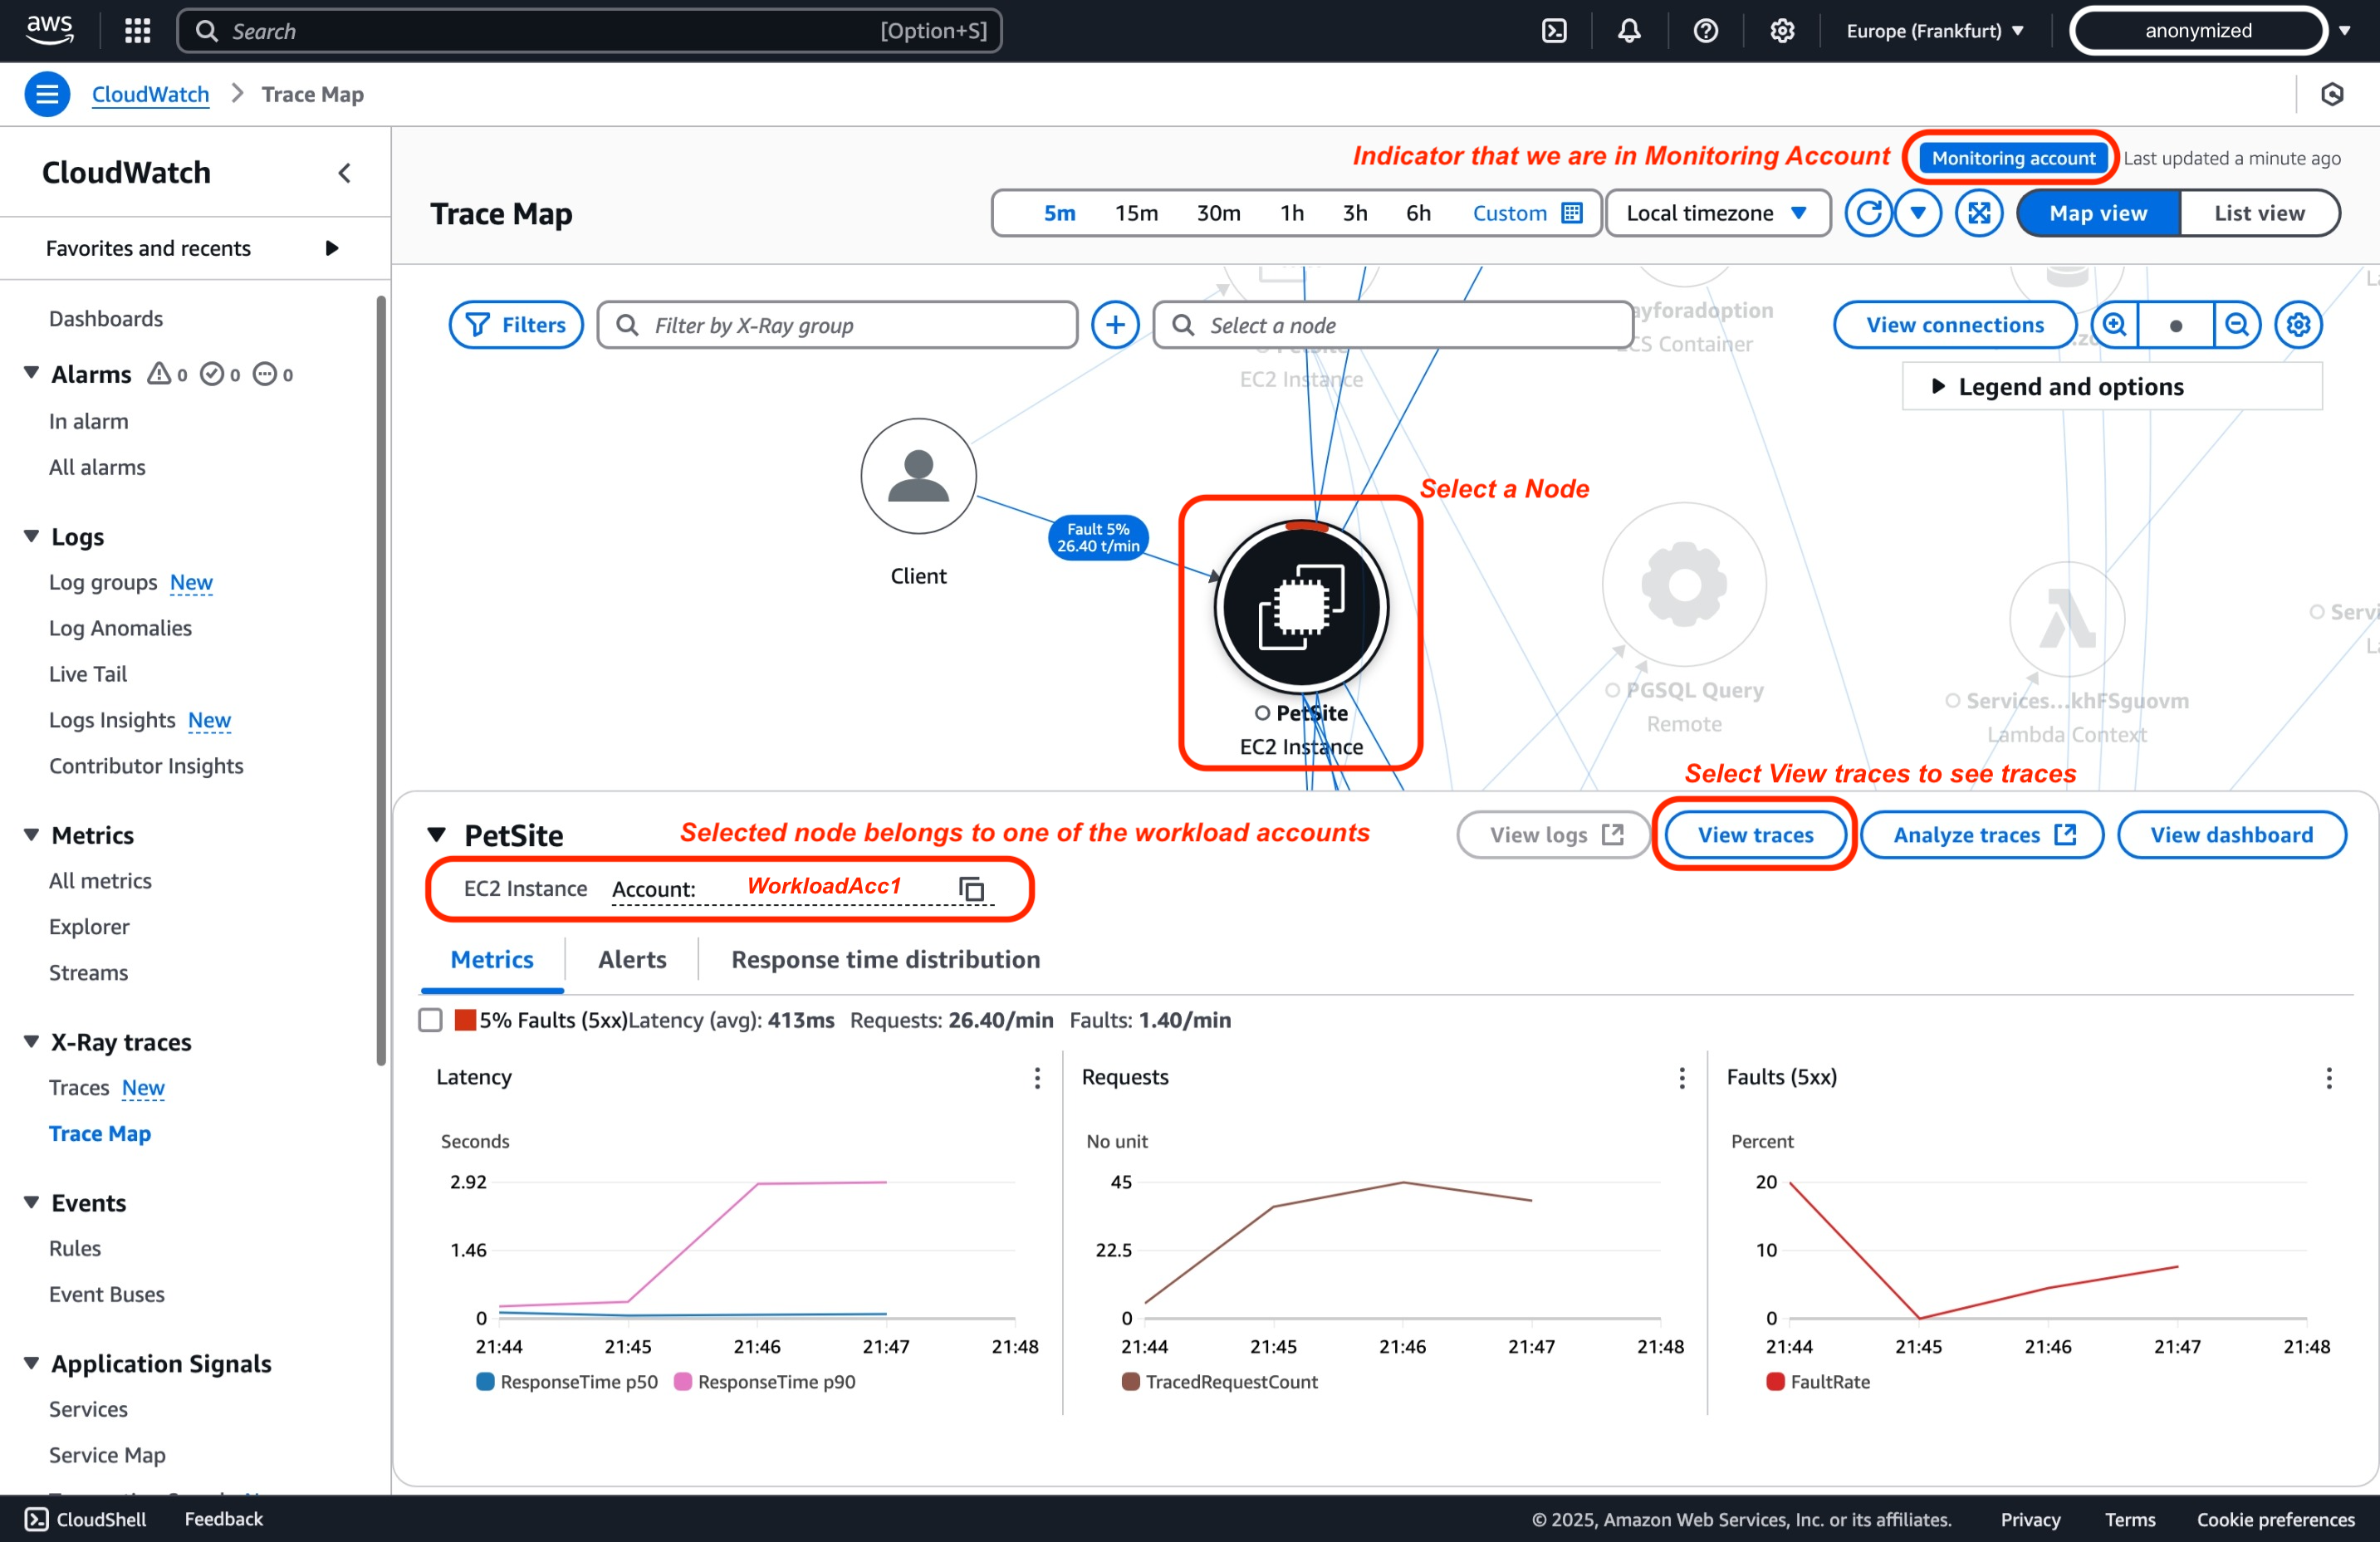 aws
Search [Option+S]
Europe (Frankfurt)
anonymized
CloudWatch
Trace Map
CloudWatch
Favorites and recents
Dashboards
Alarms 0 0 0
In alarm
All alarms
Logs
Log groups New
Log Anomalies
Live Tail
Logs Insights New
Contributor Insights
Metrics
All metrics
Explorer
Streams
X-Ray traces
Traces New
Trace Map
Events
Rules
Event Buses
Application Signals
Services
Service Map
Indicator that we are in Monitoring Account
Monitoring account
Last updated a minute ago
Trace Map
5m 15m 30m 1h 3h 6h Custom
Local timezone
Map view
List view
Filters
Filter by X-Ray group
Select a node
View connections
Legend and options
EC2 Instance
ayforadoption
CS Container
Client
Fault 5%
26.40 t/min
Select a Node
PetSite
EC2 Instance
PGSQL Query
Remote
Services...khFSguovm
Lambda Context
Servi
Select View traces to see traces
PetSite
Selected node belongs to one of the workload accounts
View logs
View traces
Analyze traces
View dashboard
EC2 Instance Account: WorkloadAcc1
Metrics
Alerts
Response time distribution
5% Faults (5xx)Latency (avg): 413ms Requests: 26.40/min Faults: 1.40/min
Latency
Seconds
2.92
1.46
0
21:44 21:45 21:46 21:47 21:48
ResponseTime p50 ResponseTime p90
Requests
No unit
45
22.5
0
21:44 21:45 21:46 21:47 21:48
TracedRequestCount
Faults (5xx)
Percent
20
10
0
21:44 21:45 21:46 21:47 21:48
FaultRate
CloudShell
Feedback
© 2025, Amazon Web Services, Inc. or its affiliates.
Privacy
Terms
Cookie preferences